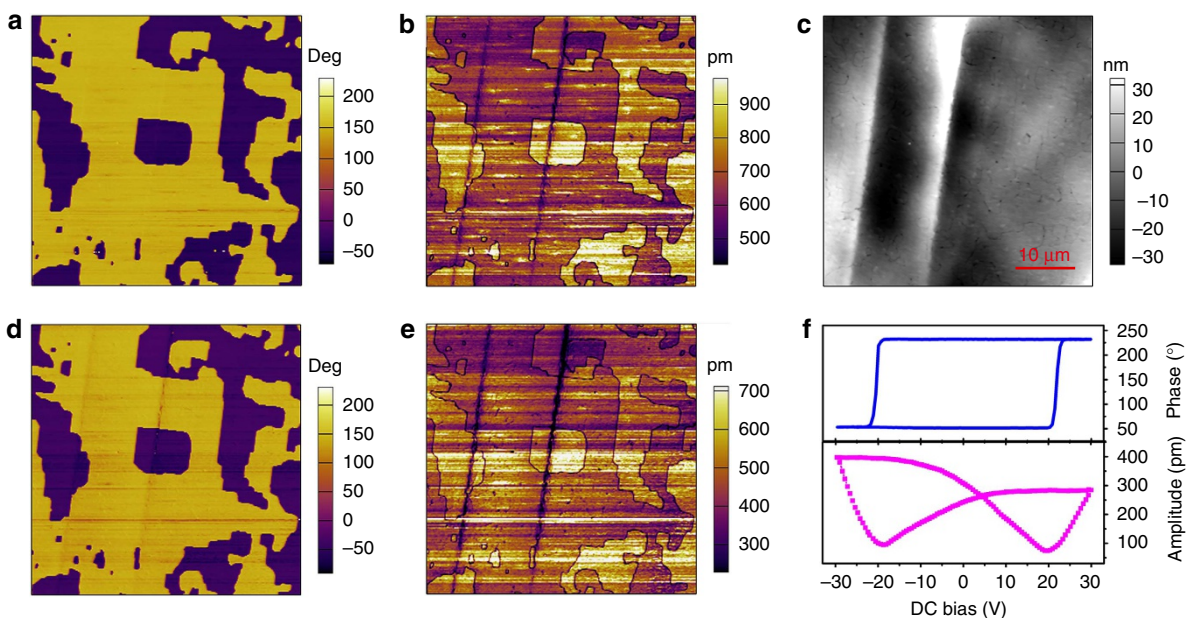 a
Deg
200
150
100
50
0
–50
b
pm
900
800
700
600
500
c
nm
30
20
10
0
–10
–20
–30
10 μm
d
Deg
200
150
100
50
0
–50
e
pm
700
600
500
400
300
f
250
200
150
100
50
Phase (°)
400
300
200
100
Amplitude (pm)
–30 –20 –10 0 10 20 30
DC bias (V)